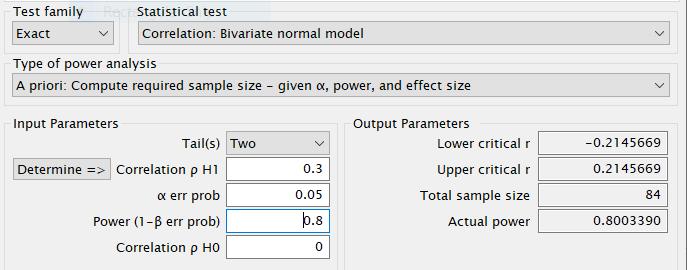 Test family Statistical test
Exact Correlation: Bivariate normal model
Type of power analysis
A priori: Compute required sample size – given α, power, and effect size
Input Parameters Output Parameters
Tail(s) Two Lower critical r -0.2145669
Determine => Correlation ρ H1 0.3 Upper critical r 0.2145669
α err prob 0.05 Total sample size 84
Power (1-β err prob) 0.8 Actual power 0.8003390
Correlation ρ H0 0